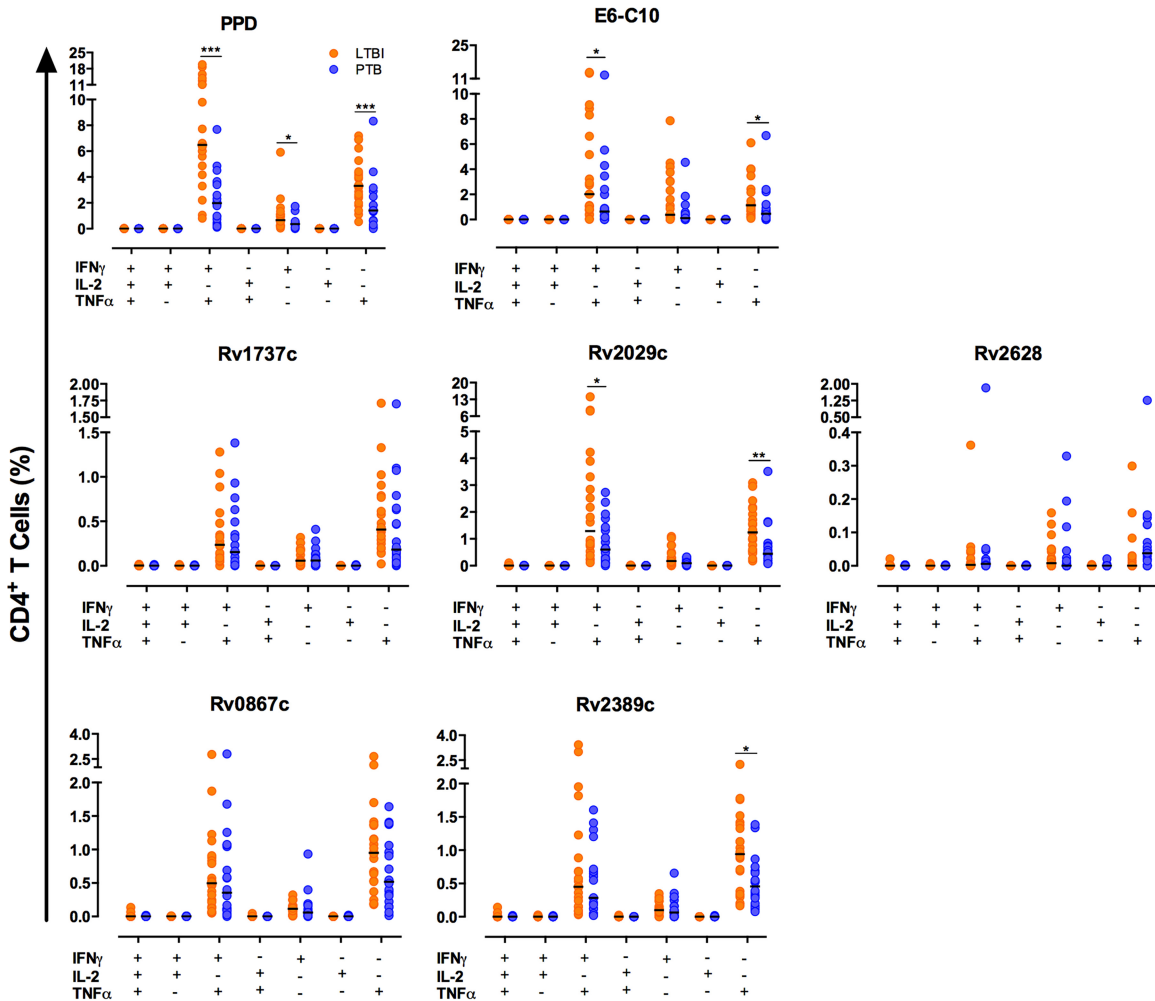 PPD
E6-C10
LTBI
PTB
25
18
11
10
8
6
4
2
0
***
*
***
25
11
10
8
6
4
2
0
*
*
IFNγ + + + - + - -
IL-2 + + - + - + -
TNFα + - + + - - +
IFNγ + + + - + - -
IL-2 + + - + - + -
TNFα + - + + - - +
CD4+ T Cells (%)
Rv1737c
Rv2029c
Rv2628
2.00
1.75
1.50
1.5
1.0
0.5
0.0
20
13
6
5
4
3
2
1
0
*
**
2.00
1.25
0.50
0.4
0.3
0.2
0.1
0.0
IFNγ + + + - + - -
IL-2 + + - + - + -
TNFα + - + + - - +
IFNγ + + + - + - -
IL-2 + + - + - + -
TNFα + - + + - - +
IFNγ + + + - + - -
IL-2 + + - + - + -
TNFα + - + + - - +
Rv0867c
Rv2389c
4.0
2.5
2.0
1.5
1.0
0.5
0.0
4.0
2.5
2.0
1.5
1.0
0.5
0.0
*
IFNγ + + + - + - -
IL-2 + + - + - + -
TNFα + - + + - - +
IFNγ + + + - + - -
IL-2 + + - + - + -
TNFα + - + + - - +